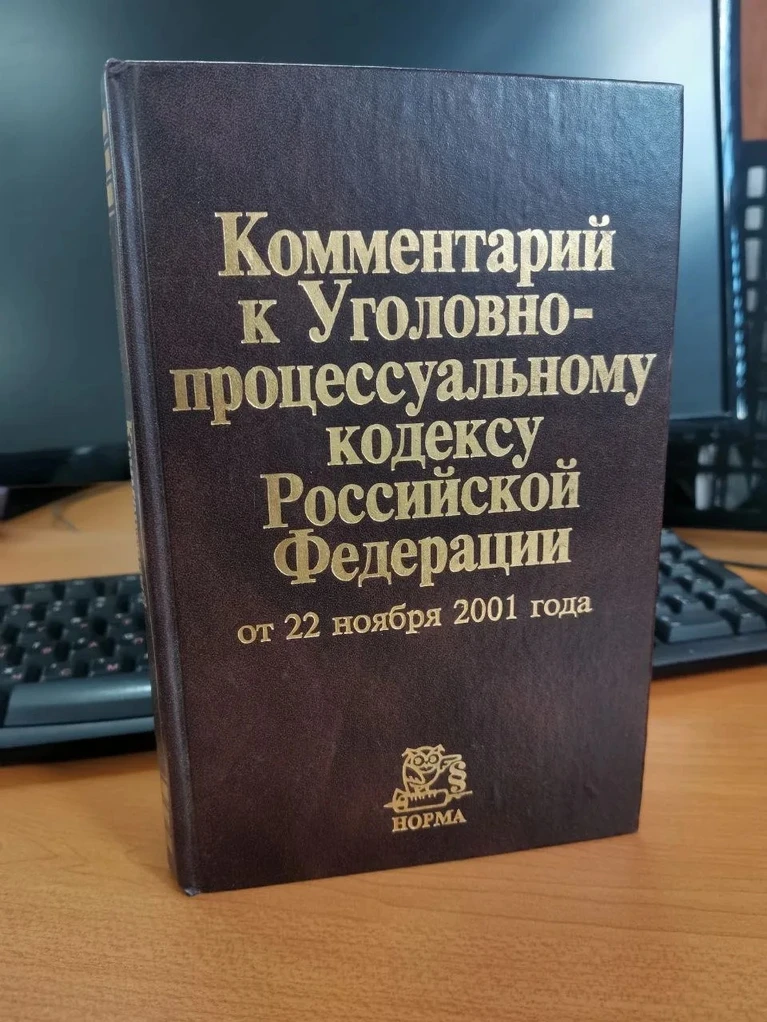 Комментарий
к Уголовно-
процессуальному
кодексу
Российской
Федерации
от 22 ноября 2001 года
§
НОРМА